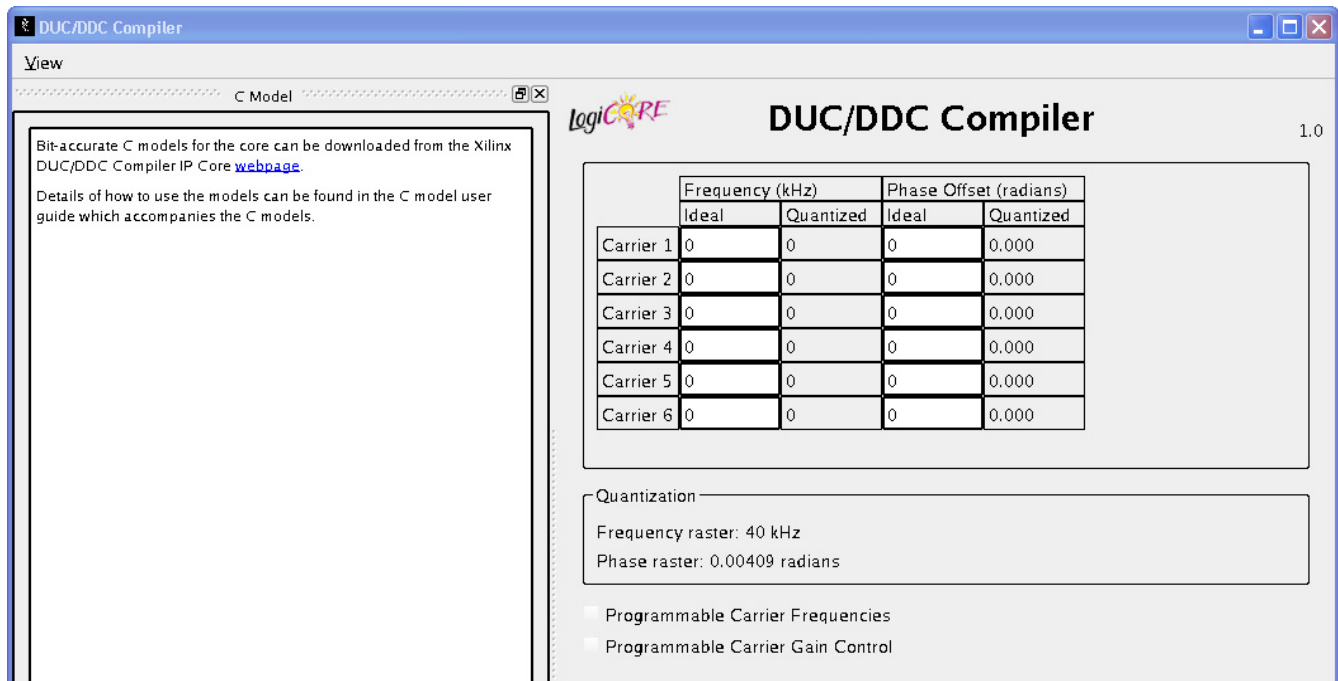 DUC/DDC Compiler
View
C Model
Bit-accurate C models for the core can be downloaded from the Xilinx
DUC/DDC Compiler IP Core webpage.
Details of how to use the models can be found in the C model user
guide which accompanies the C models.
LogiCORE
DUC/DDC Compiler
1.0
Frequency (kHz) Phase Offset (radians)
Ideal Quantized Ideal Quantized
Carrier 1 0 0 0 0.000
Carrier 2 0 0 0 0.000
Carrier 3 0 0 0 0.000
Carrier 4 0 0 0 0.000
Carrier 5 0 0 0 0.000
Carrier 6 0 0 0 0.000
Quantization
Frequency raster: 40 kHz
Phase raster: 0.00409 radians
Programmable Carrier Frequencies
Programmable Carrier Gain Control